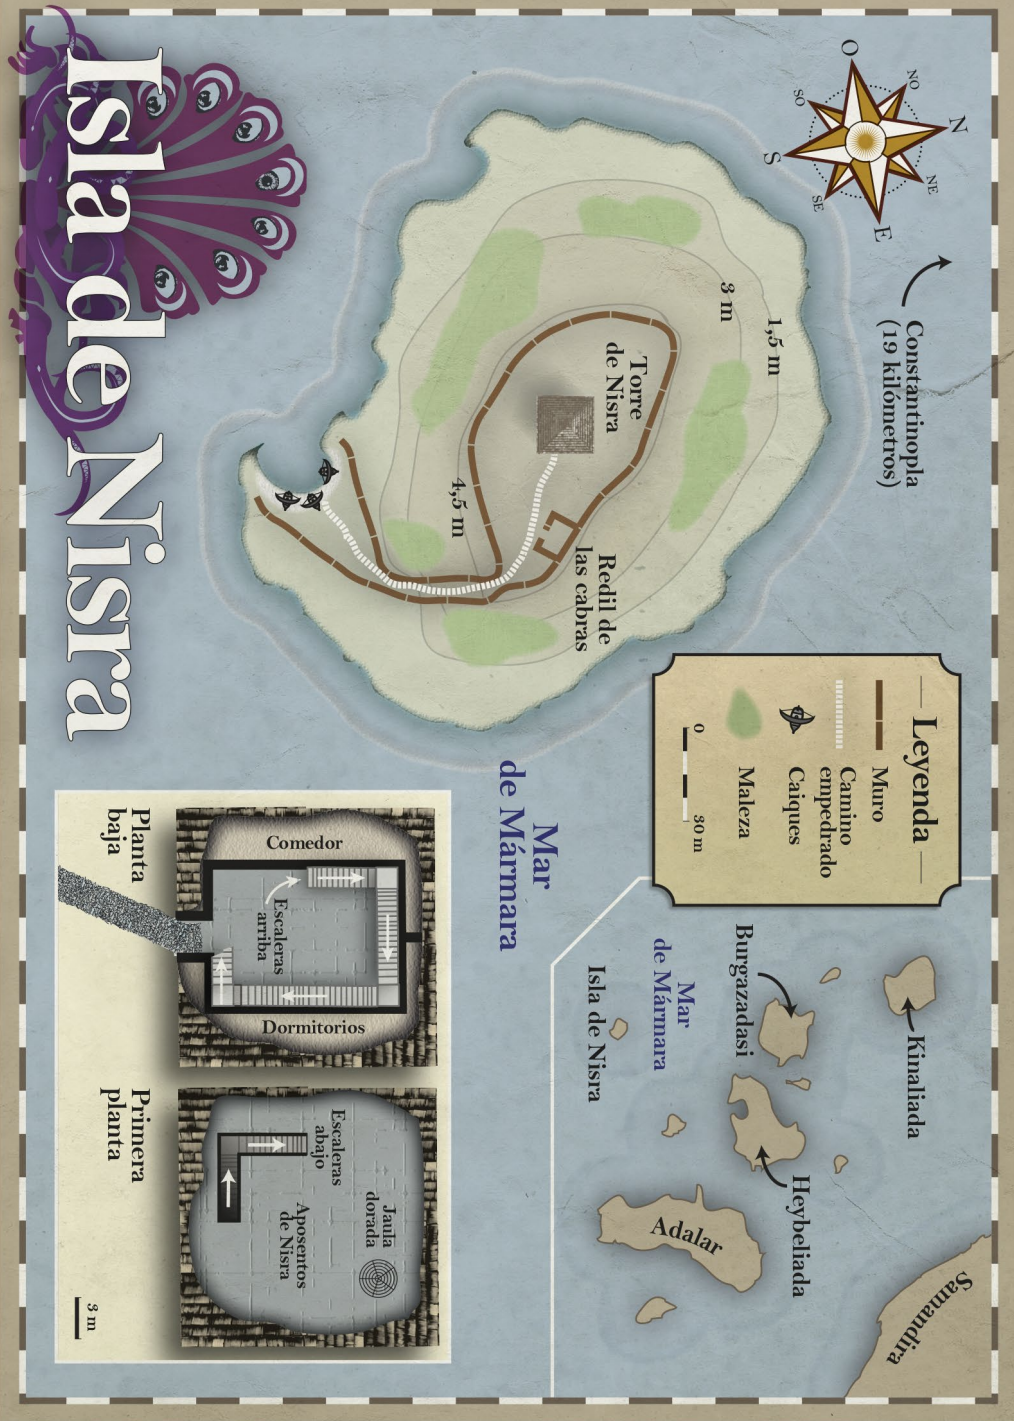 Isla de Nisra
N
NE
E
SE
S
SO
O
NO
Constantinopla
(19 kilómetros)
1,5 m
3 m
4,5 m
Torre
de Nisra
Redil de
las cabras
Leyenda
Muro
Camino
empedrado
Caiques
Maleza
0
30 m
Mar
de Mármara
Kinaliada
Burgazadasi
Heybeliada
Mar
de Mármara
Isla de Nisra
Adalar
Samandira
Planta
baja
Comedor
Escaleras
arriba
Dormitorios
Primera
planta
Escaleras
abajo
Jaula
dorada
Aposentos
de Nisra
3 m